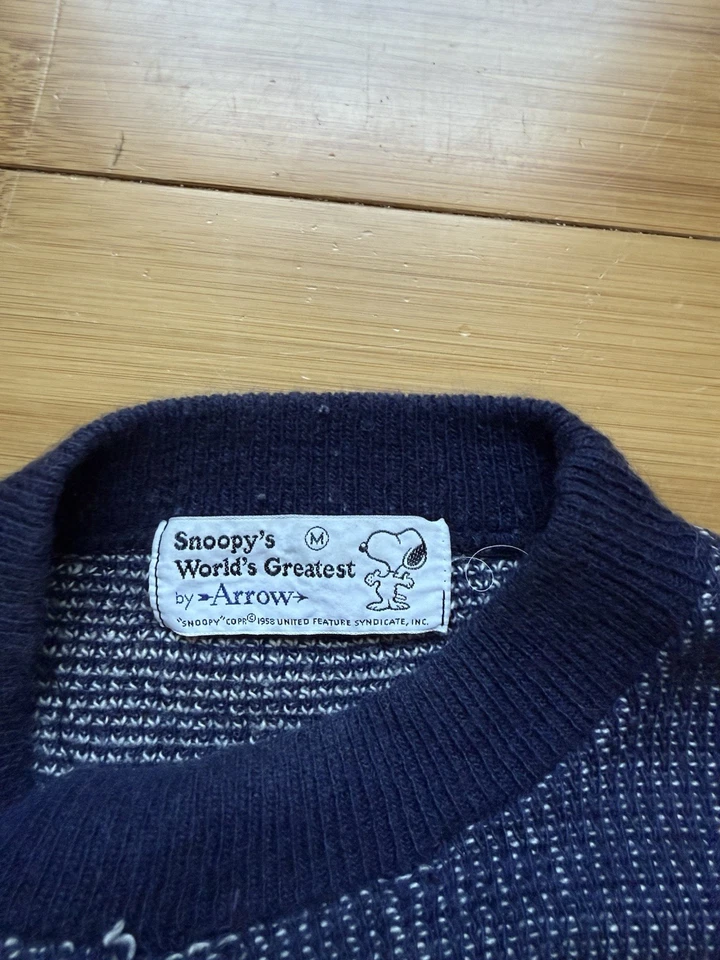 Snoopy's M
World's Greatest
by Arrow
"SNOOPY" COPR © 1958 UNITED FEATURE SYNDICATE, INC.